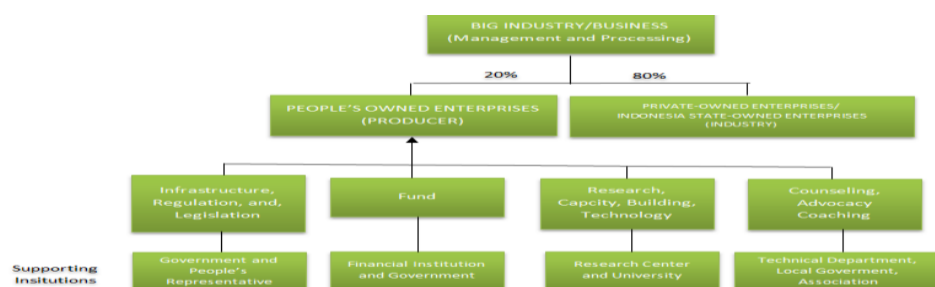 BIG INDUSTRY/BUSINESS
(Management and Processing)
20%
80%
PEOPLE'S OWNED ENTERPRISES
(PRODUCER)
PRIVATE-OWNED ENTERPRISES/
INDONESIA STATE-OWNED ENTERPRISES
(INDUSTRY)
Infrastructure,
Regulation, and,
Legislation
Fund
Research,
Capcity, Building,
Technology
Counseling,
Advocacy
Coaching
Supporting
Insitutions
Government and
People's
Representative
Financial Institution
and Government
Research Center
and University
Technical Department,
Local Goverment,
Association